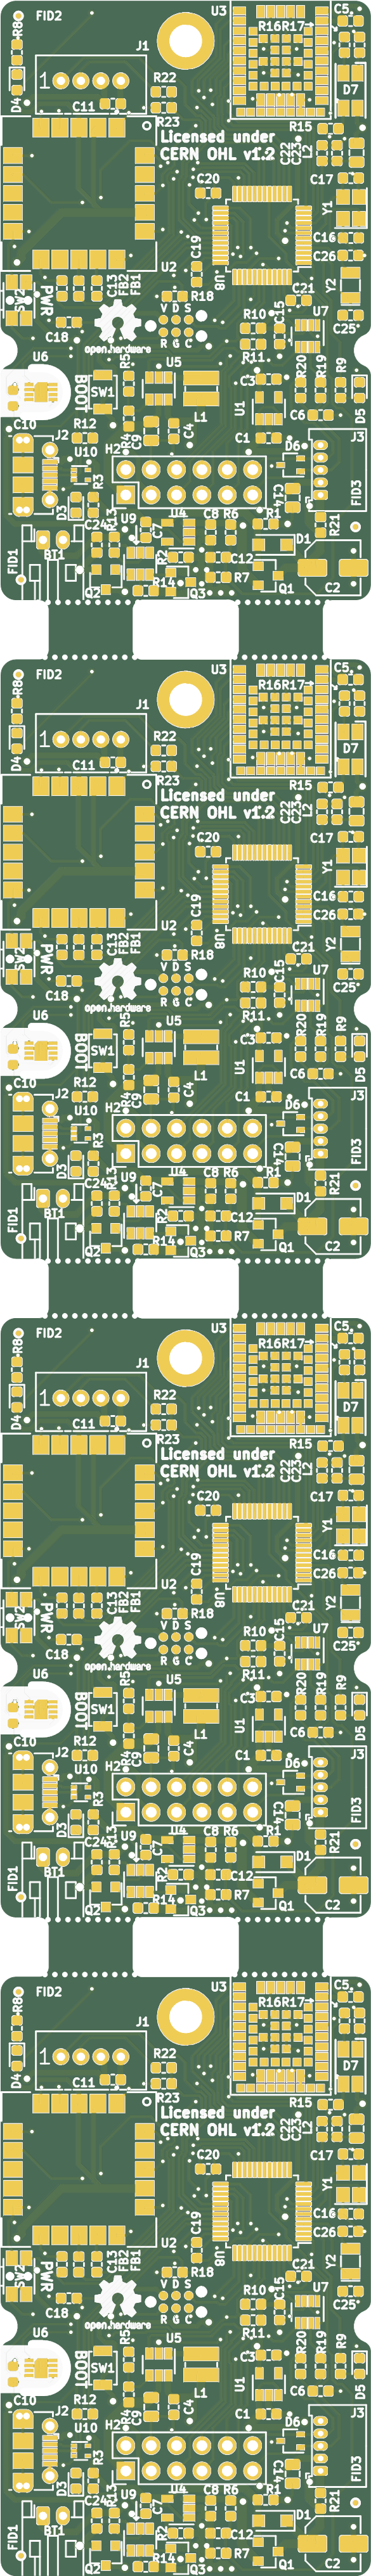 R8 FID2 U3 C5
J1 R16R17
D4 1 C11 R22 D7
R23 R15
Licensed under
CERN OHL v1.2 C22 C23 L2
C17
C20 Y1
C16
U2 C19 U8 C26
SW2 PWR C13 FB2 FB1 R18 C21 Y2
C18 V D S U7 C25
R G C R10 C15
open.hardware R11
U6 R5 U5 C3 R20 R19 R9
BOOT SW1 L1 U1 C6 D5
C10 J2 R12 C9 C4 C1 J3
U10 R4 H2 D6
R3 FID3
D3 R13 C24 U9 C7 U4 C8 R6 R1 C14 R21
FID1 BT1 R2 C12 D1
Q2 R14 Q3 R7 Q1 C2
R8 FID2 U3 C5
J1 R16R17
D4 1 C11 R22 D7
R23 R15
Licensed under
CERN OHL v1.2 C22 C23 L2
C17
C20 Y1
C16
U2 C19 U8 C26
SW2 PWR C13 FB2 FB1 R18 C21 Y2
C18 V D S U7 C25
R G C R10 C15
open.hardware R11
U6 R5 U5 C3 R20 R19 R9
BOOT SW1 L1 U1 C6 D5
C10 J2 R12 C9 C4 C1 J3
U10 R4 H2 D6
R3 FID3
D3 R13 C24 U9 C7 U4 C8 R6 R1 C14 R21
FID1 BT1 R2 C12 D1
Q2 R14 Q3 R7 Q1 C2
R8 FID2 U3 C5
J1 R16R17
D4 1 C11 R22 D7
R23 R15
Licensed under
CERN OHL v1.2 C22 C23 L2
C17
C20 Y1
C16
U2 C19 U8 C26
SW2 PWR C13 FB2 FB1 R18 C21 Y2
C18 V D S U7 C25
R G C R10 C15
open.hardware R11
U6 R5 U5 C3 R20 R19 R9
BOOT SW1 L1 U1 C6 D5
C10 J2 R12 C9 C4 C1 J3
U10 R4 H2 D6
R3 FID3
D3 R13 C24 U9 C7 U4 C8 R6 R1 C14 R21
FID1 BT1 R2 C12 D1
Q2 R14 Q3 R7 Q1 C2
R8 FID2 U3 C5
J1 R16R17
D4 1 C11 R22 D7
R23 R15
Licensed under
CERN OHL v1.2 C22 C23 L2
C17
C20 Y1
C16
U2 C19 U8 C26
SW2 PWR C13 FB2 FB1 R18 C21 Y2
C18 V D S U7 C25
R G C R10 C15
open.hardware R11
U6 R5 U5 C3 R20 R19 R9
BOOT SW1 L1 U1 C6 D5
C10 J2 R12 C9 C4 C1 J3
U10 R4 H2 D6
R3 FID3
D3 R13 C24 U9 C7 U4 C8 R6 R1 C14 R21
FID1 BT1 R2 C12 D1
Q2 R14 Q3 R7 Q1 C2